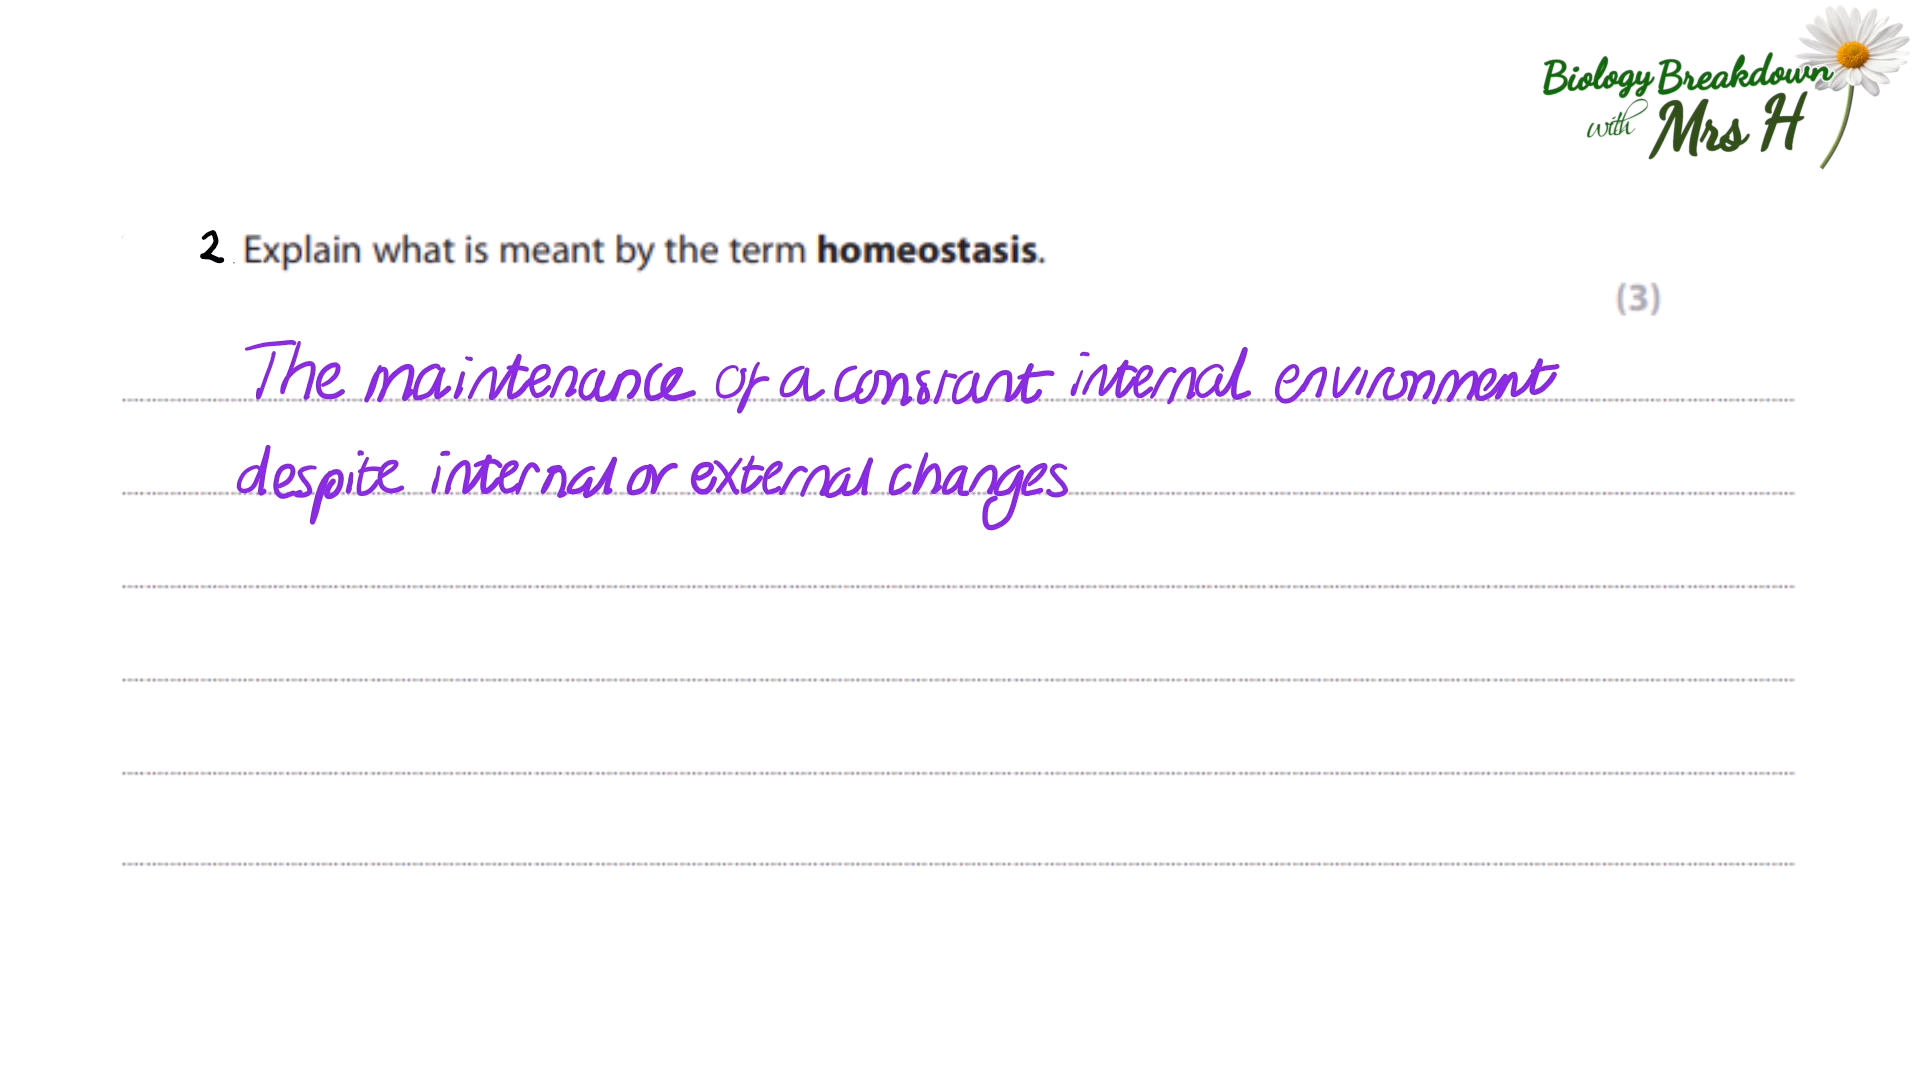 Biology Breakdown
with Mrs H
2 Explain what is meant by the term homeostasis.
(3)
The maintenance of a constant internal environment
despite internal or external changes